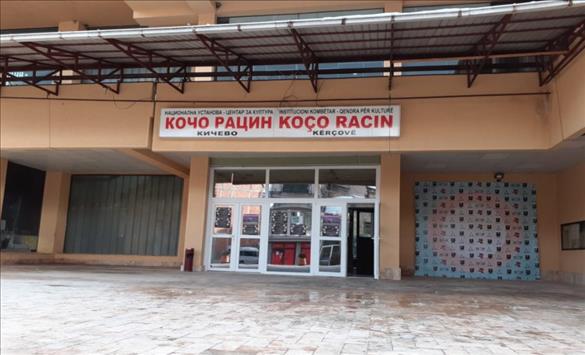 НАЦИОНАЛНА УСТАНОВА - ЦЕНТАР ЗА КУЛТУРА INSTITUCIONI KOMBËTAR - QENDRA PËR KULTURË
КОЧО РАЦИН KOÇO RACIN
КИЧЕВО KËRÇOVË